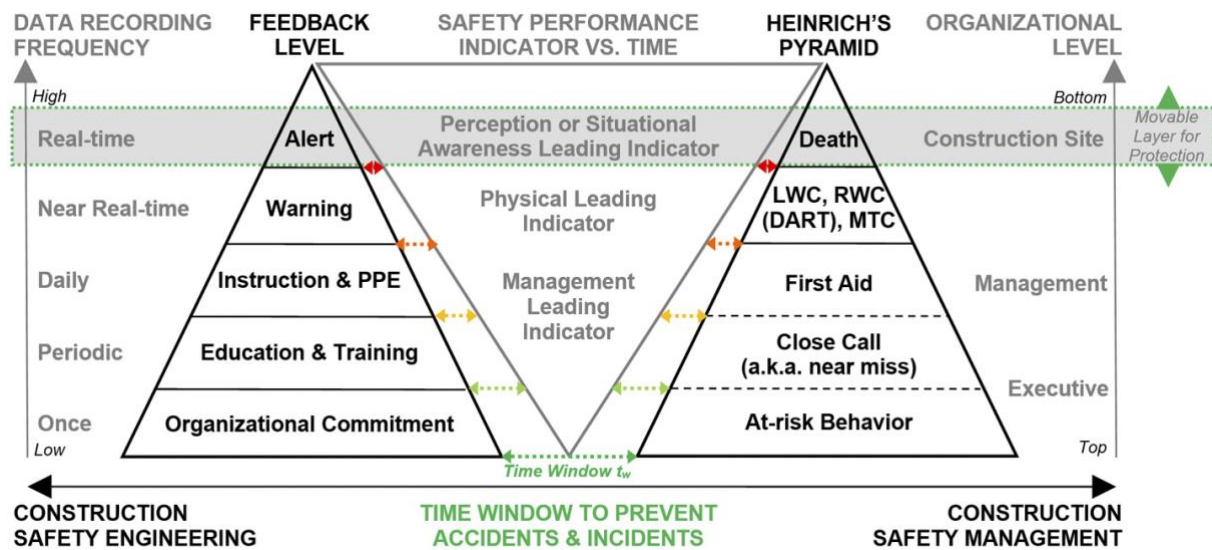 DATA RECORDING
FREQUENCY
FEEDBACK
LEVEL
SAFETY PERFORMANCE
INDICATOR VS. TIME
HEINRICH'S
PYRAMID
ORGANIZATIONAL
LEVEL
High
Bottom
Real-time
Alert
Perception or Situational
Awareness Leading Indicator
Death
Construction Site
Movable
Layer for
Protection
Near Real-time
Warning
Physical Leading
Indicator
LWC, RWC
(DART), MTC
Daily
Instruction & PPE
Management
Leading
Indicator
First Aid
Management
Periodic
Education & Training
Close Call
(a.k.a. near miss)
Executive
Once
Organizational Commitment
At-risk Behavior
Low
Top
Time Window tw
CONSTRUCTION
SAFETY ENGINEERING
TIME WINDOW TO PREVENT
ACCIDENTS & INCIDENTS
CONSTRUCTION
SAFETY MANAGEMENT